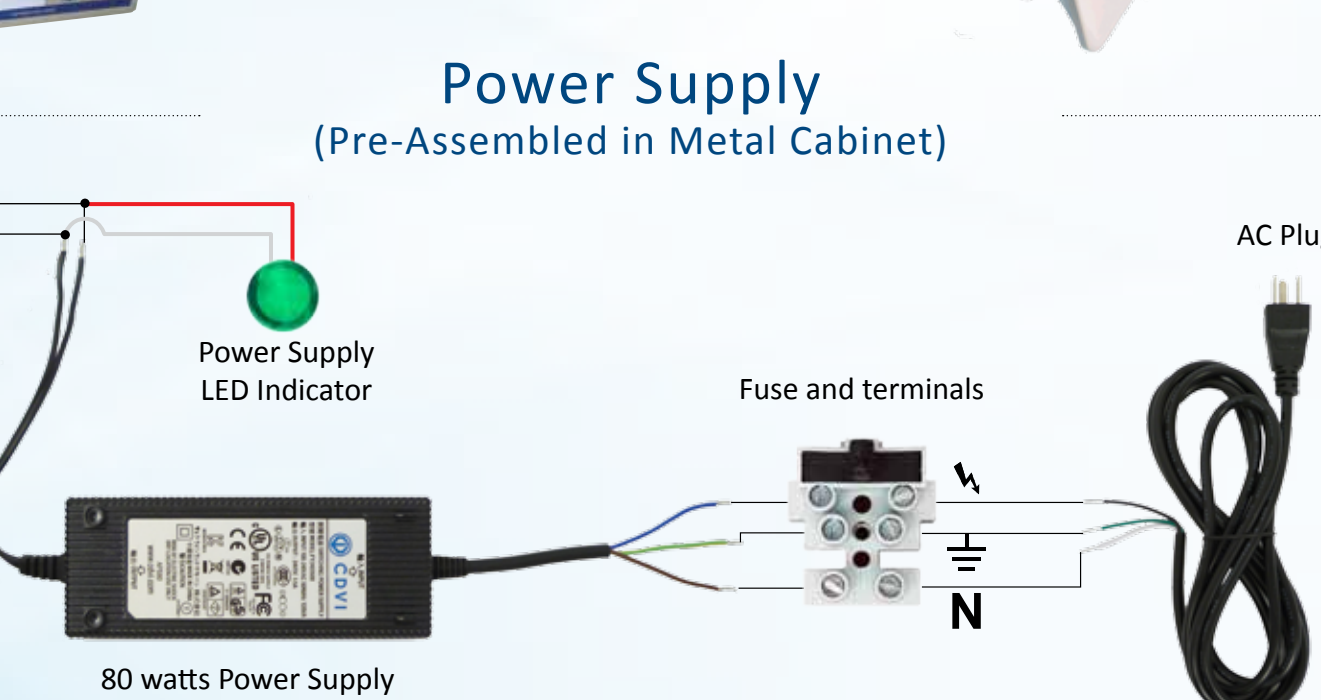 Power Supply
(Pre-Assembled in Metal Cabinet)
AC Plu
Power Supply
LED Indicator
Fuse and terminals
N
CDVI
80 watts Power Supply